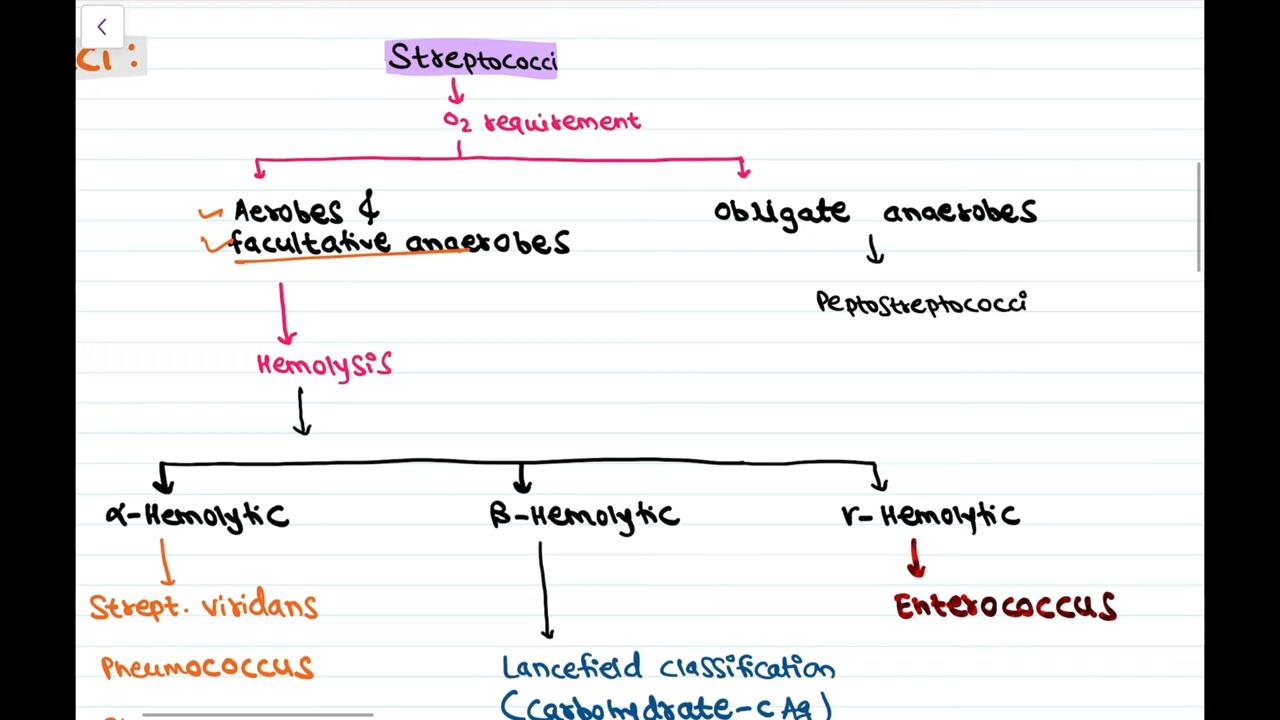 ci:
Streptococci
O₂ requirement
Aerobes &
facultative anaerobes
Obligate anaerobes
Peptostreptococci
Hemolysis
α-Hemolytic
β-Hemolytic
γ-Hemolytic
Strept. viridans
Enterococcus
Pneumococcus
Lancefield classification
(carbohydrate-c Ag)